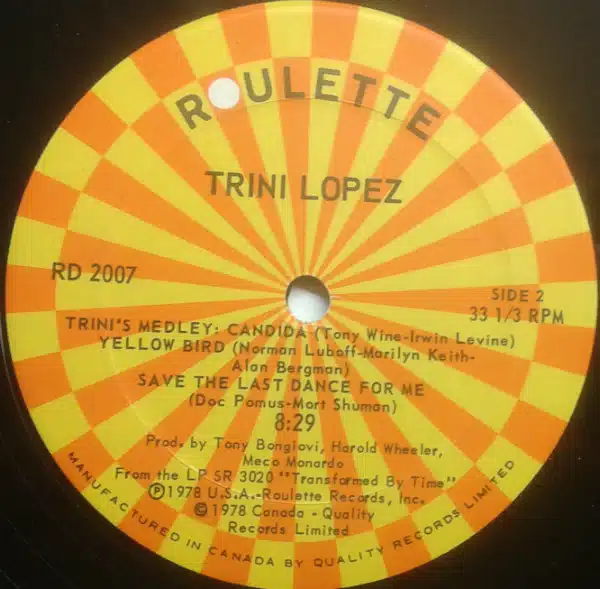 ROULETTE
TRINI LOPEZ
RD 2007
SIDE 2
33 1/3 RPM
TRINI'S MEDLEY: CANDIDA (Tony Wine-Irwin Levine)
YELLOW BIRD (Norman Luboff-Marilyn Keith-
Alan Bergman)
SAVE THE LAST DANCE FOR ME
(Doc Pomus-Mort Shuman)
8:29
Prod. by Tony Bongiovi, Harold Wheeler,
Meco Monardo
From the LP SR 3020 "Transformed By Time"
Ⓟ1978 U.S.A.-Roulette Records, Inc.
©1978 Canada - Quality
Records Limited
MANUFACTURED IN CANADA BY QUALITY RECORDS LIMITED